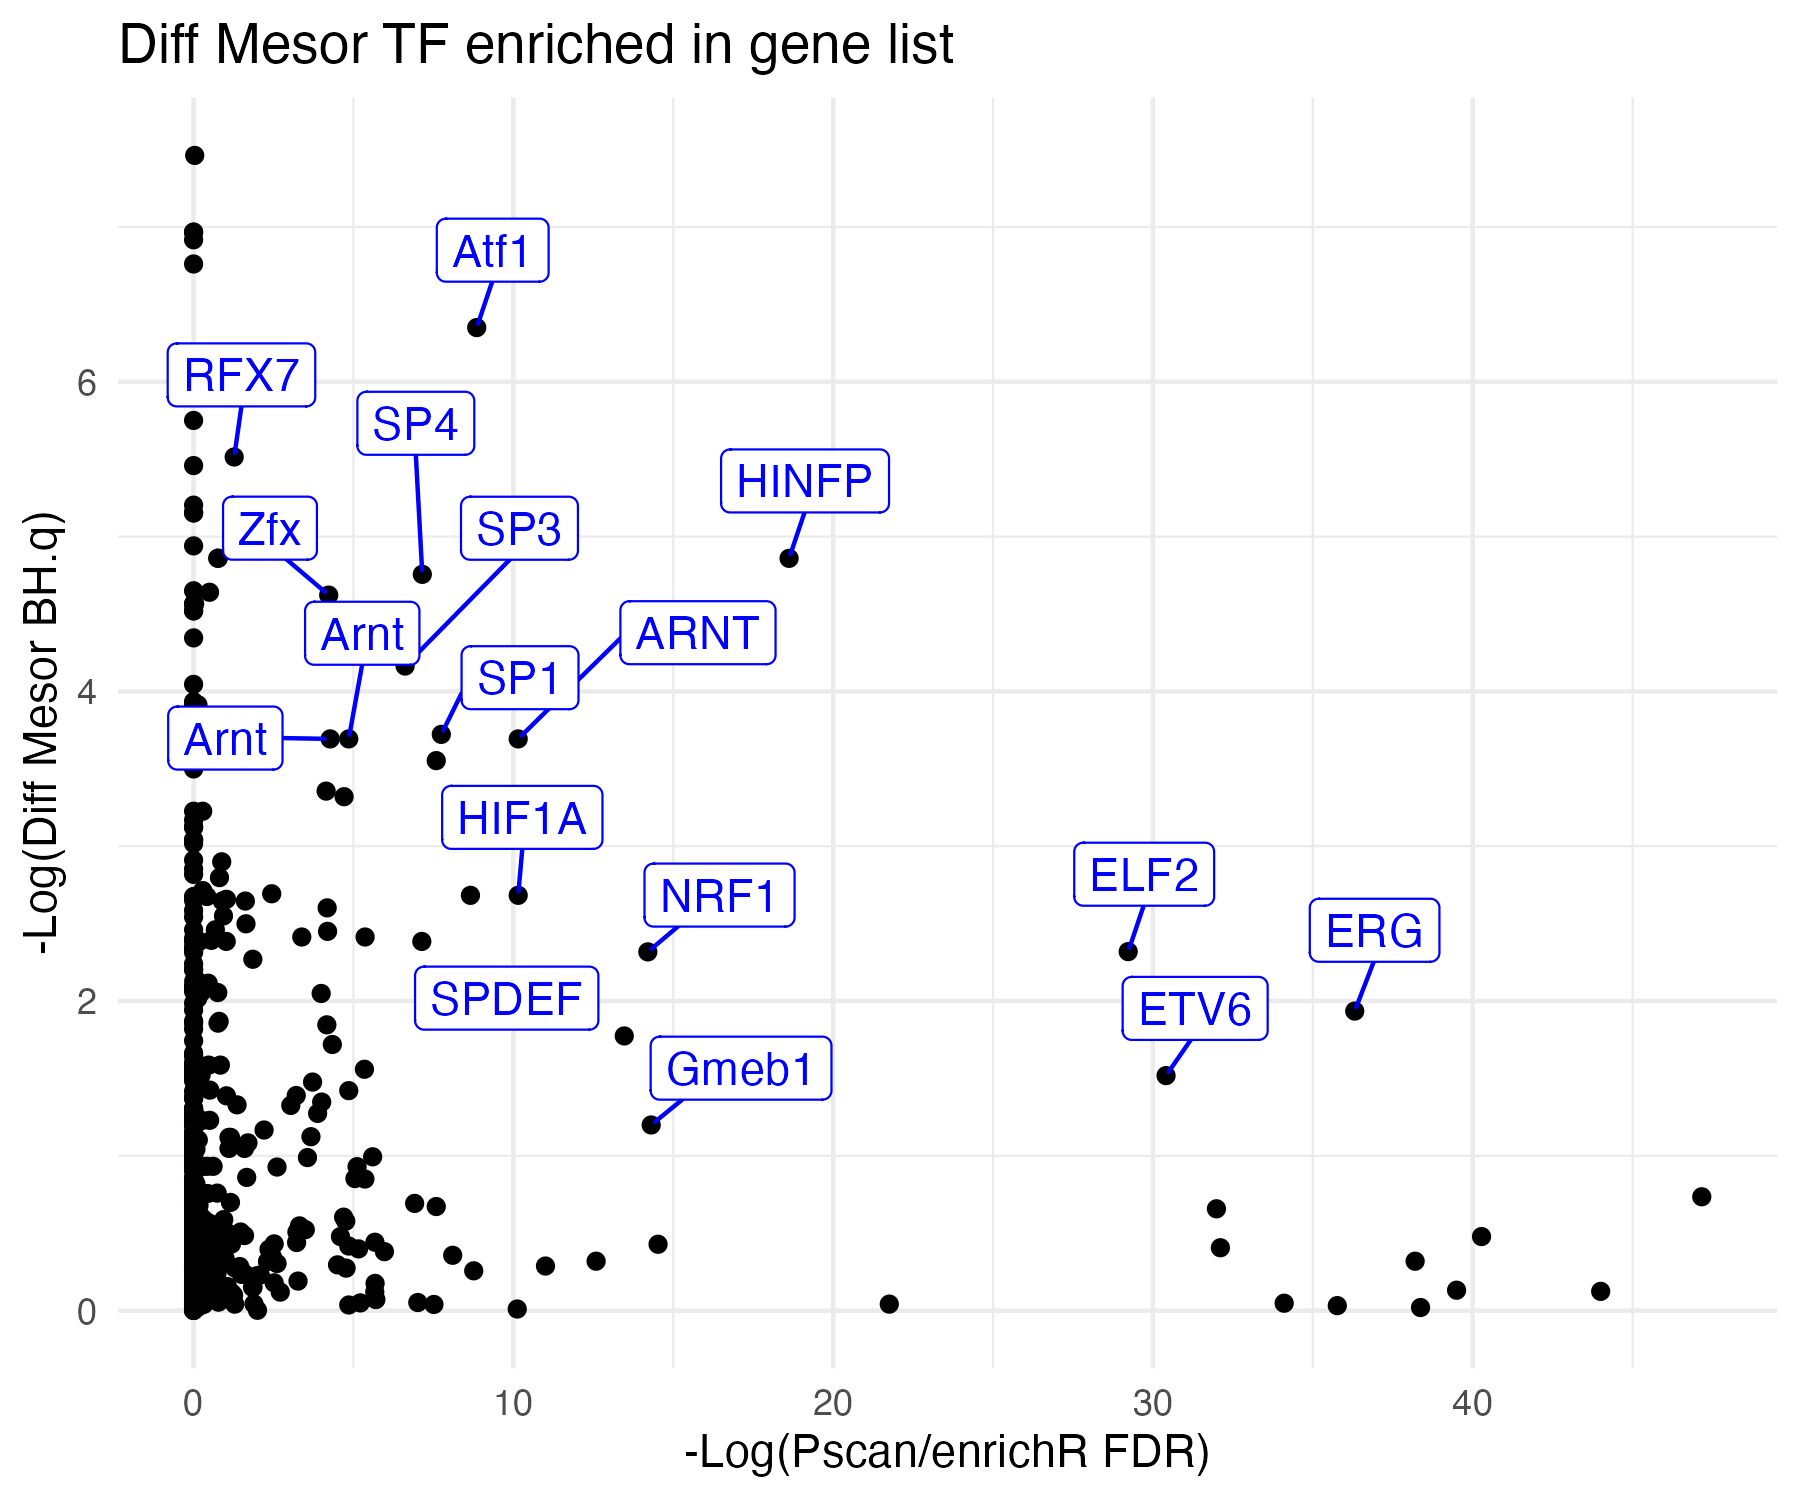 Diff Mesor TF enriched in gene list
-Log(Diff Mesor BH.q)
6
4
2
0
Atf1
RFX7
SP4
HINFP
Zfx
SP3
Arnt
ARNT
SP1
Arnt
HIF1A
NRF1
ELF2
ERG
SPDEF
ETV6
Gmeb1
0 10 20 30 40
-Log(Pscan/enrichR FDR)